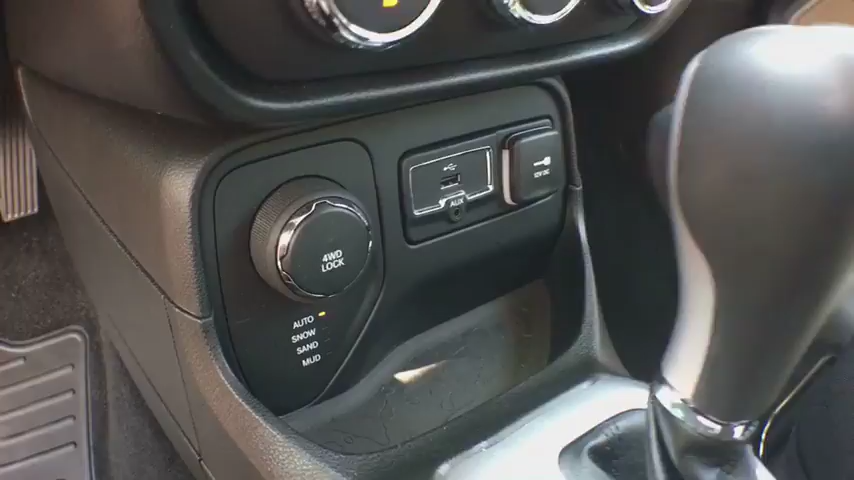 4WD
LOCK
AUTO
SNOW
SAND
MUD
AUX
12V DC